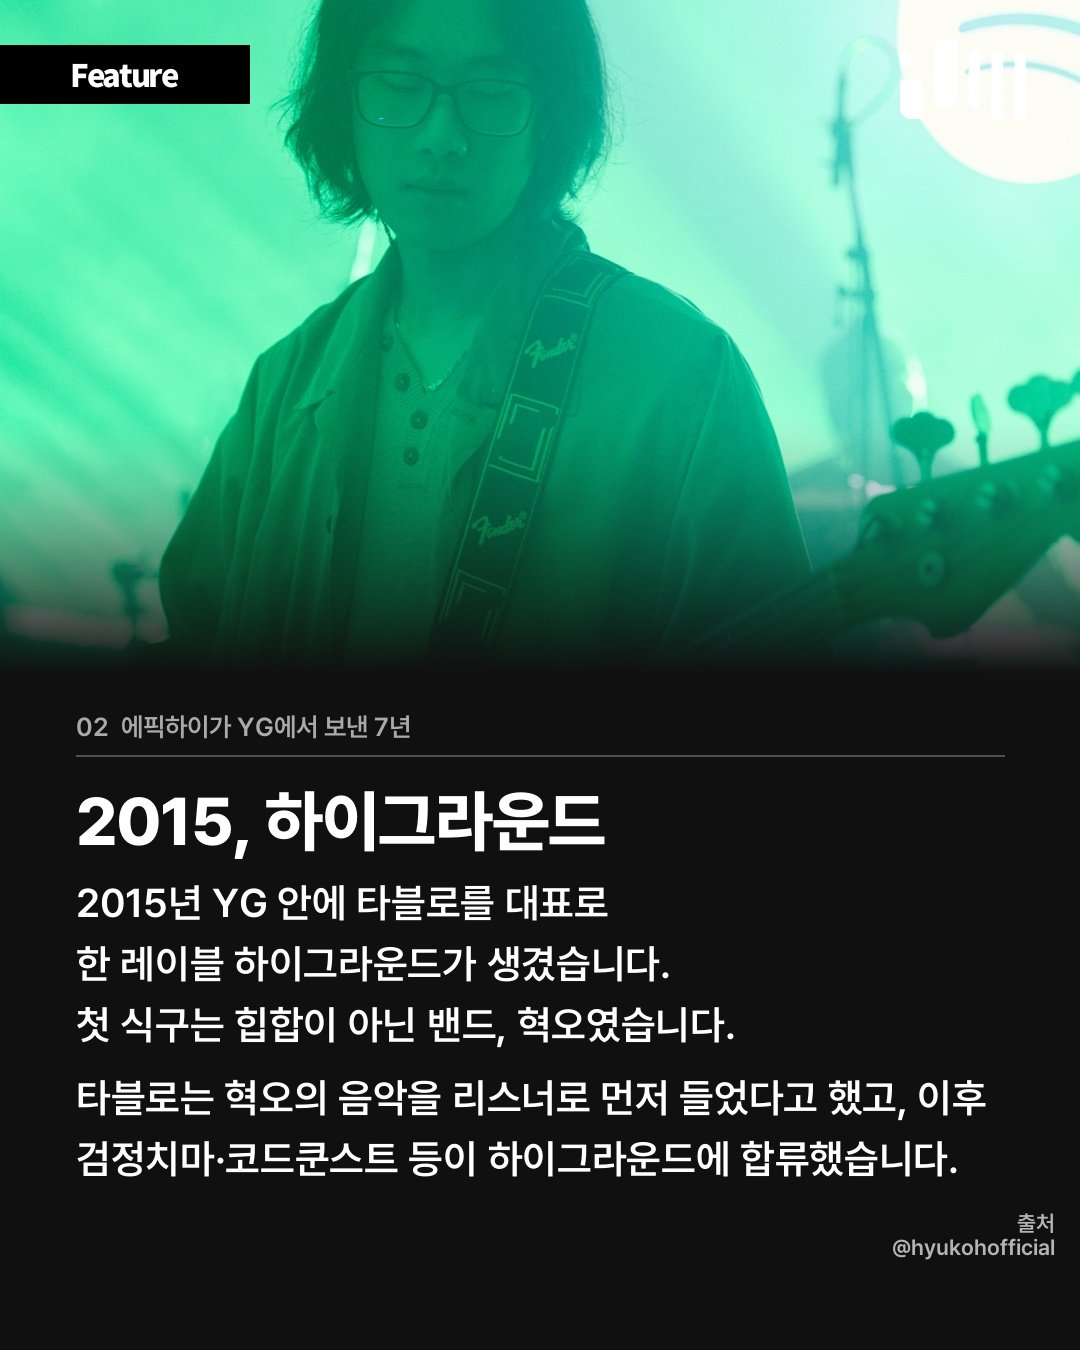 Feature
Fender
Fender
02 에픽하이가 YG에서 보낸 7년
2015, 하이그라운드
2015년 YG 안에 타블로를 대표로
한 레이블 하이그라운드가 생겼습니다.
첫 식구는 힙합이 아닌 밴드, 혁오였습니다.
타블로는 혁오의 음악을 리스너로 먼저 들었다고 했고, 이후
검정치마·코드쿤스트 등이 하이그라운드에 합류했습니다.
출처
@hyukohofficial